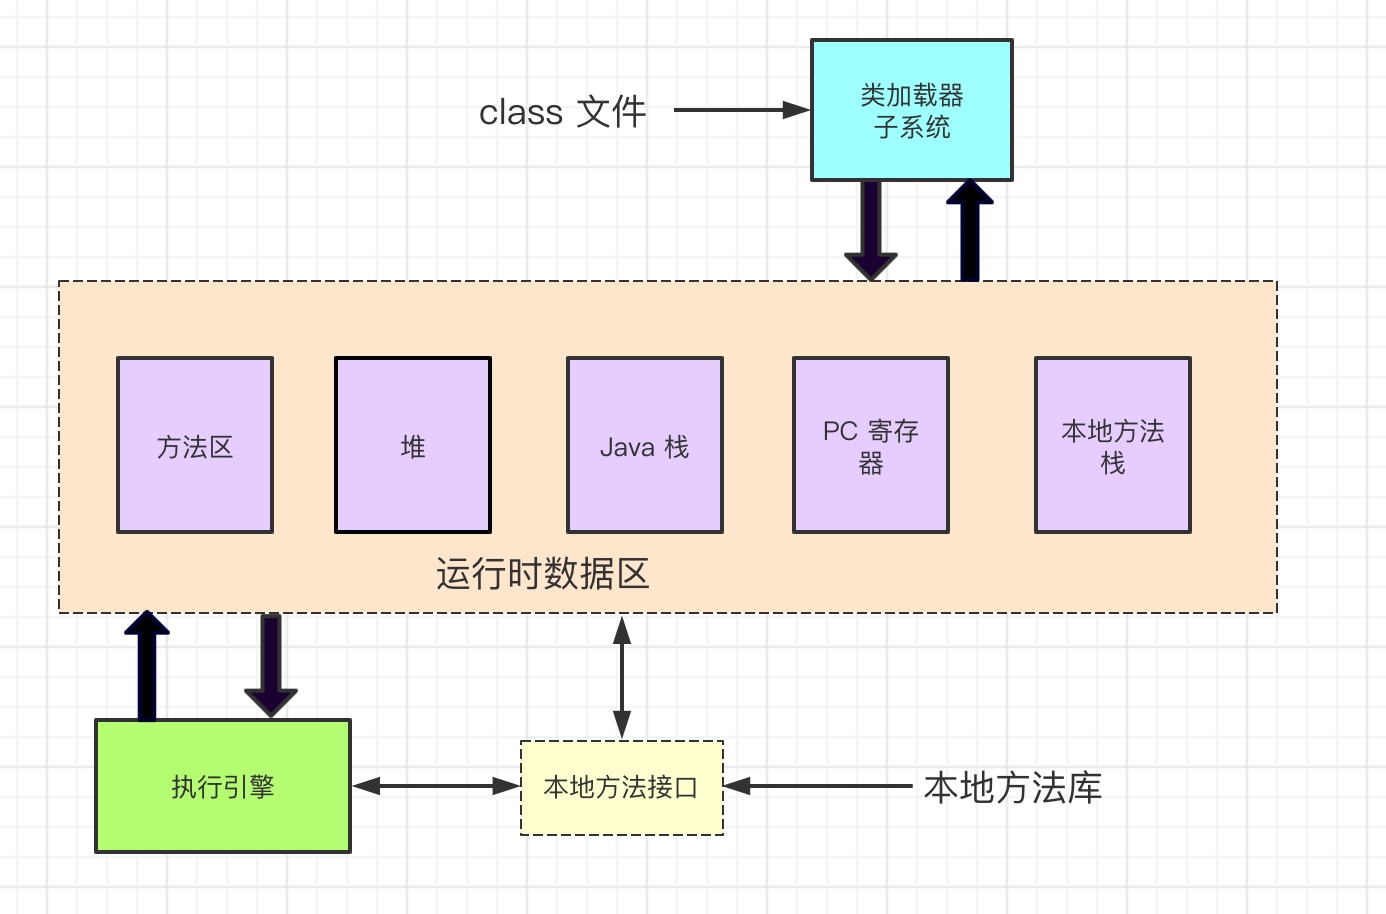 class 文件
类加载器
子系统
方法区
堆
Java 栈
PC 寄存
器
本地方法
栈
运行时数据区
执行引擎
本地方法接口
本地方法库